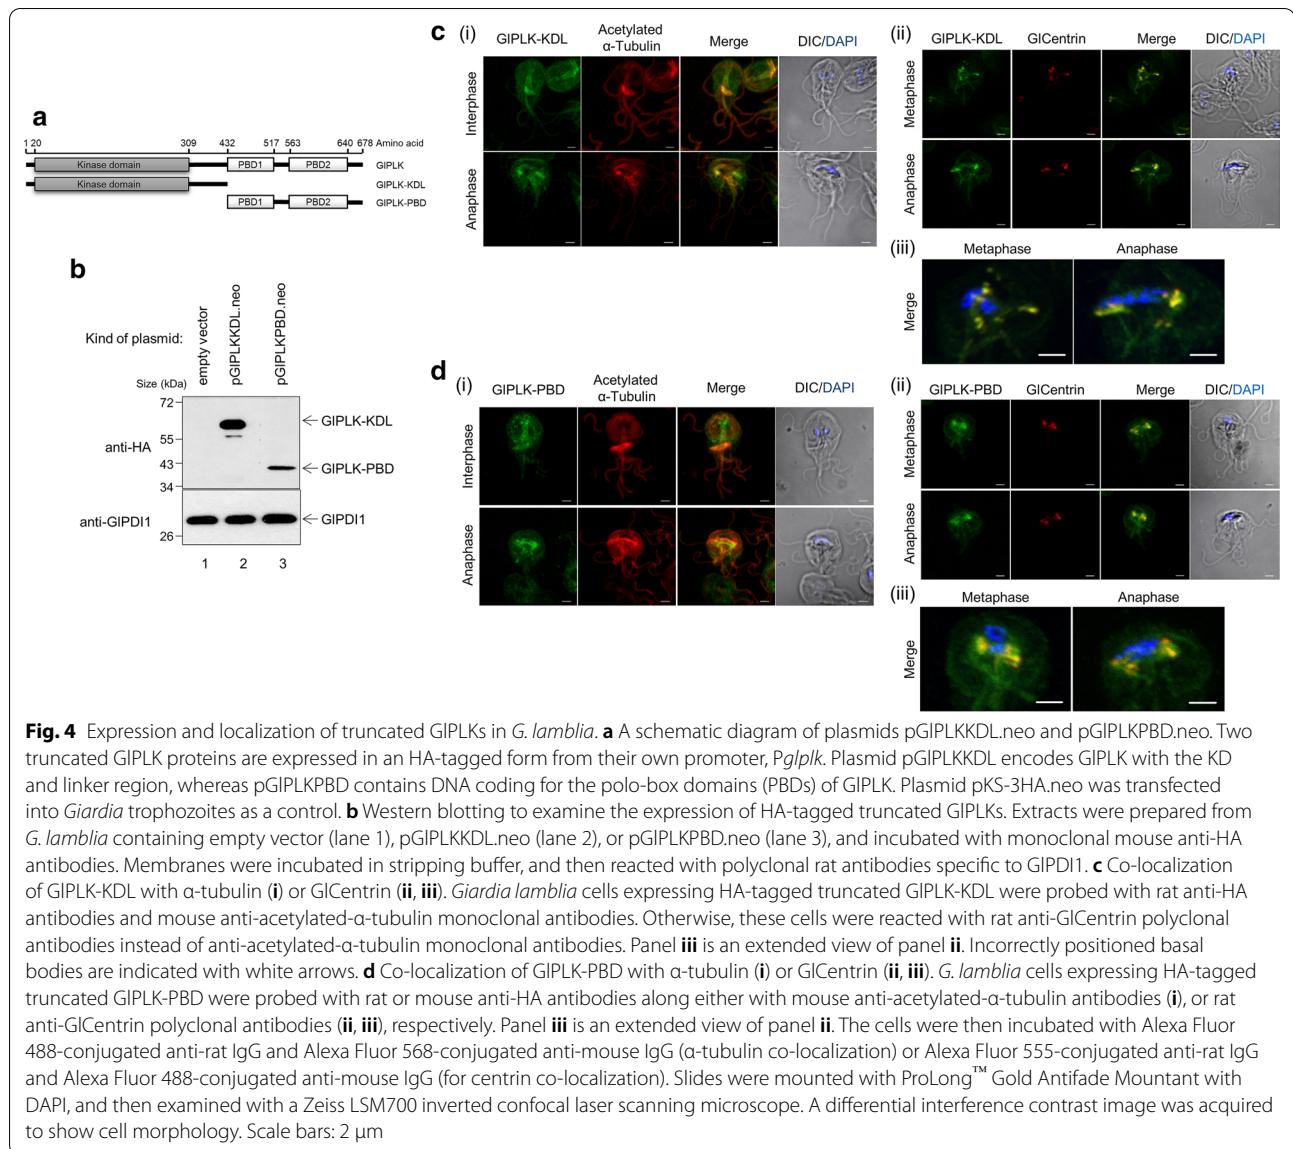 a
1 20 309 432 517 563 640 678 Amino acid
Kinase domain PBD1 PBD2 GlPLK
Kinase domain GlPLK-KDL
PBD1 PBD2 GlPLK-PBD
b
Kind of plasmid:
empty vector
pGlPLKKDL.neo
pGlPLKPBD.neo
Size (kDa)
72
GlPLK-KDL
anti-HA
55
43
GlPLK-PBD
34
anti-GlPDI1
GlPDI1
26
1 2 3
c
(i)
GlPLK-KDL
Acetylated
α-Tubulin
Merge
DIC/DAPI
Interphase
Anaphase
(ii)
GlPLK-KDL GlCentrin Merge DIC/DAPI
Metaphase
Anaphase
(iii)
Metaphase Anaphase
Merge
d
(i)
GlPLK-PBD
Acetylated
α-Tubulin
Merge
DIC/DAPI
Interphase
Anaphase
(ii)
GlPLK-PBD GlCentrin Merge DIC/DAPI
Metaphase
Anaphase
(iii)
Metaphase Anaphase
Merge
Fig. 4 Expression and localization of truncated GlPLKs in G. lamblia. a A schematic diagram of plasmids pGlPLKKDL.neo and pGlPLKPBD.neo. Two
truncated GlPLK proteins are expressed in an HA-tagged form from their own promoter, Pglplk. Plasmid pGlPLKKDL encodes GlPLK with the KD
and linker region, whereas pGlPLKPBD contains DNA coding for the polo-box domains (PBDs) of GlPLK. Plasmid pKS-3HA.neo was transfected
into Giardia trophozoites as a control. b Western blotting to examine the expression of HA-tagged truncated GlPLKs. Extracts were prepared from
G. lamblia containing empty vector (lane 1), pGlPLKKDL.neo (lane 2), or pGlPLKPBD.neo (lane 3), and incubated with monoclonal mouse anti-HA
antibodies. Membranes were incubated in stripping buffer, and then reacted with polyclonal rat antibodies specific to GlPDI1. c Co-localization
of GlPLK-KDL with α-tubulin (i) or GlCentrin (ii, iii). Giardia lamblia cells expressing HA-tagged truncated GlPLK-KDL were probed with rat anti-HA
antibodies and mouse anti-acetylated-α-tubulin monoclonal antibodies. Otherwise, these cells were reacted with rat anti-GlCentrin polyclonal
antibodies instead of anti-acetylated-α-tubulin monoclonal antibodies. Panel iii is an extended view of panel ii. Incorrectly positioned basal
bodies are indicated with white arrows. d Co-localization of GlPLK-PBD with α-tubulin (i) or GlCentrin (ii, iii). G. lamblia cells expressing HA-tagged
truncated GlPLK-PBD were probed with rat or mouse anti-HA antibodies along either with mouse anti-acetylated-α-tubulin antibodies (i), or rat
anti-GlCentrin polyclonal antibodies (ii, iii), respectively. Panel iii is an extended view of panel ii. The cells were then incubated with Alexa Fluor
488-conjugated anti-rat IgG and Alexa Fluor 568-conjugated anti-mouse IgG (α-tubulin co-localization) or Alexa Fluor 555-conjugated anti-rat IgG
and Alexa Fluor 488-conjugated anti-mouse IgG (for centrin co-localization). Slides were mounted with ProLong™ Gold Antifade Mountant with
DAPI, and then examined with a Zeiss LSM700 inverted confocal laser scanning microscope. A differential interference contrast image was acquired
to show cell morphology. Scale bars: 2 µm